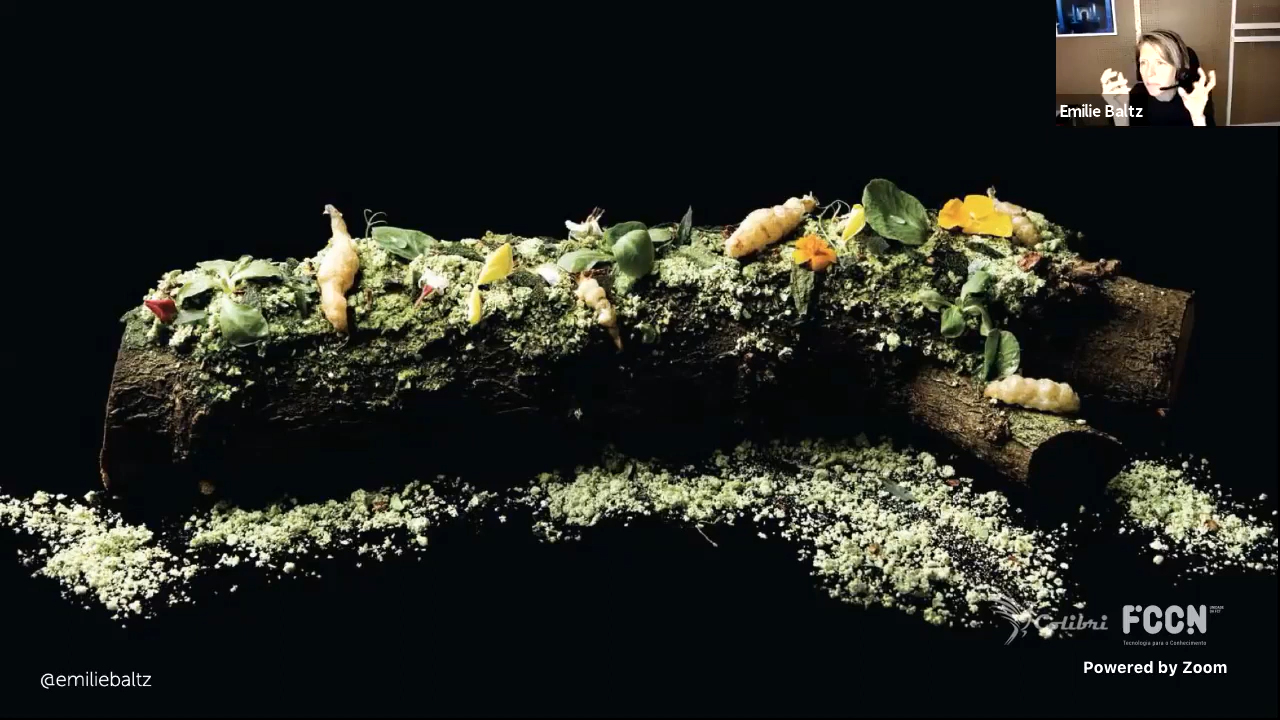 Emilie Baltz
Colibri
FCCN
Tecnologia para o Conhecimento
Powered by Zoom
@emiliebaltz